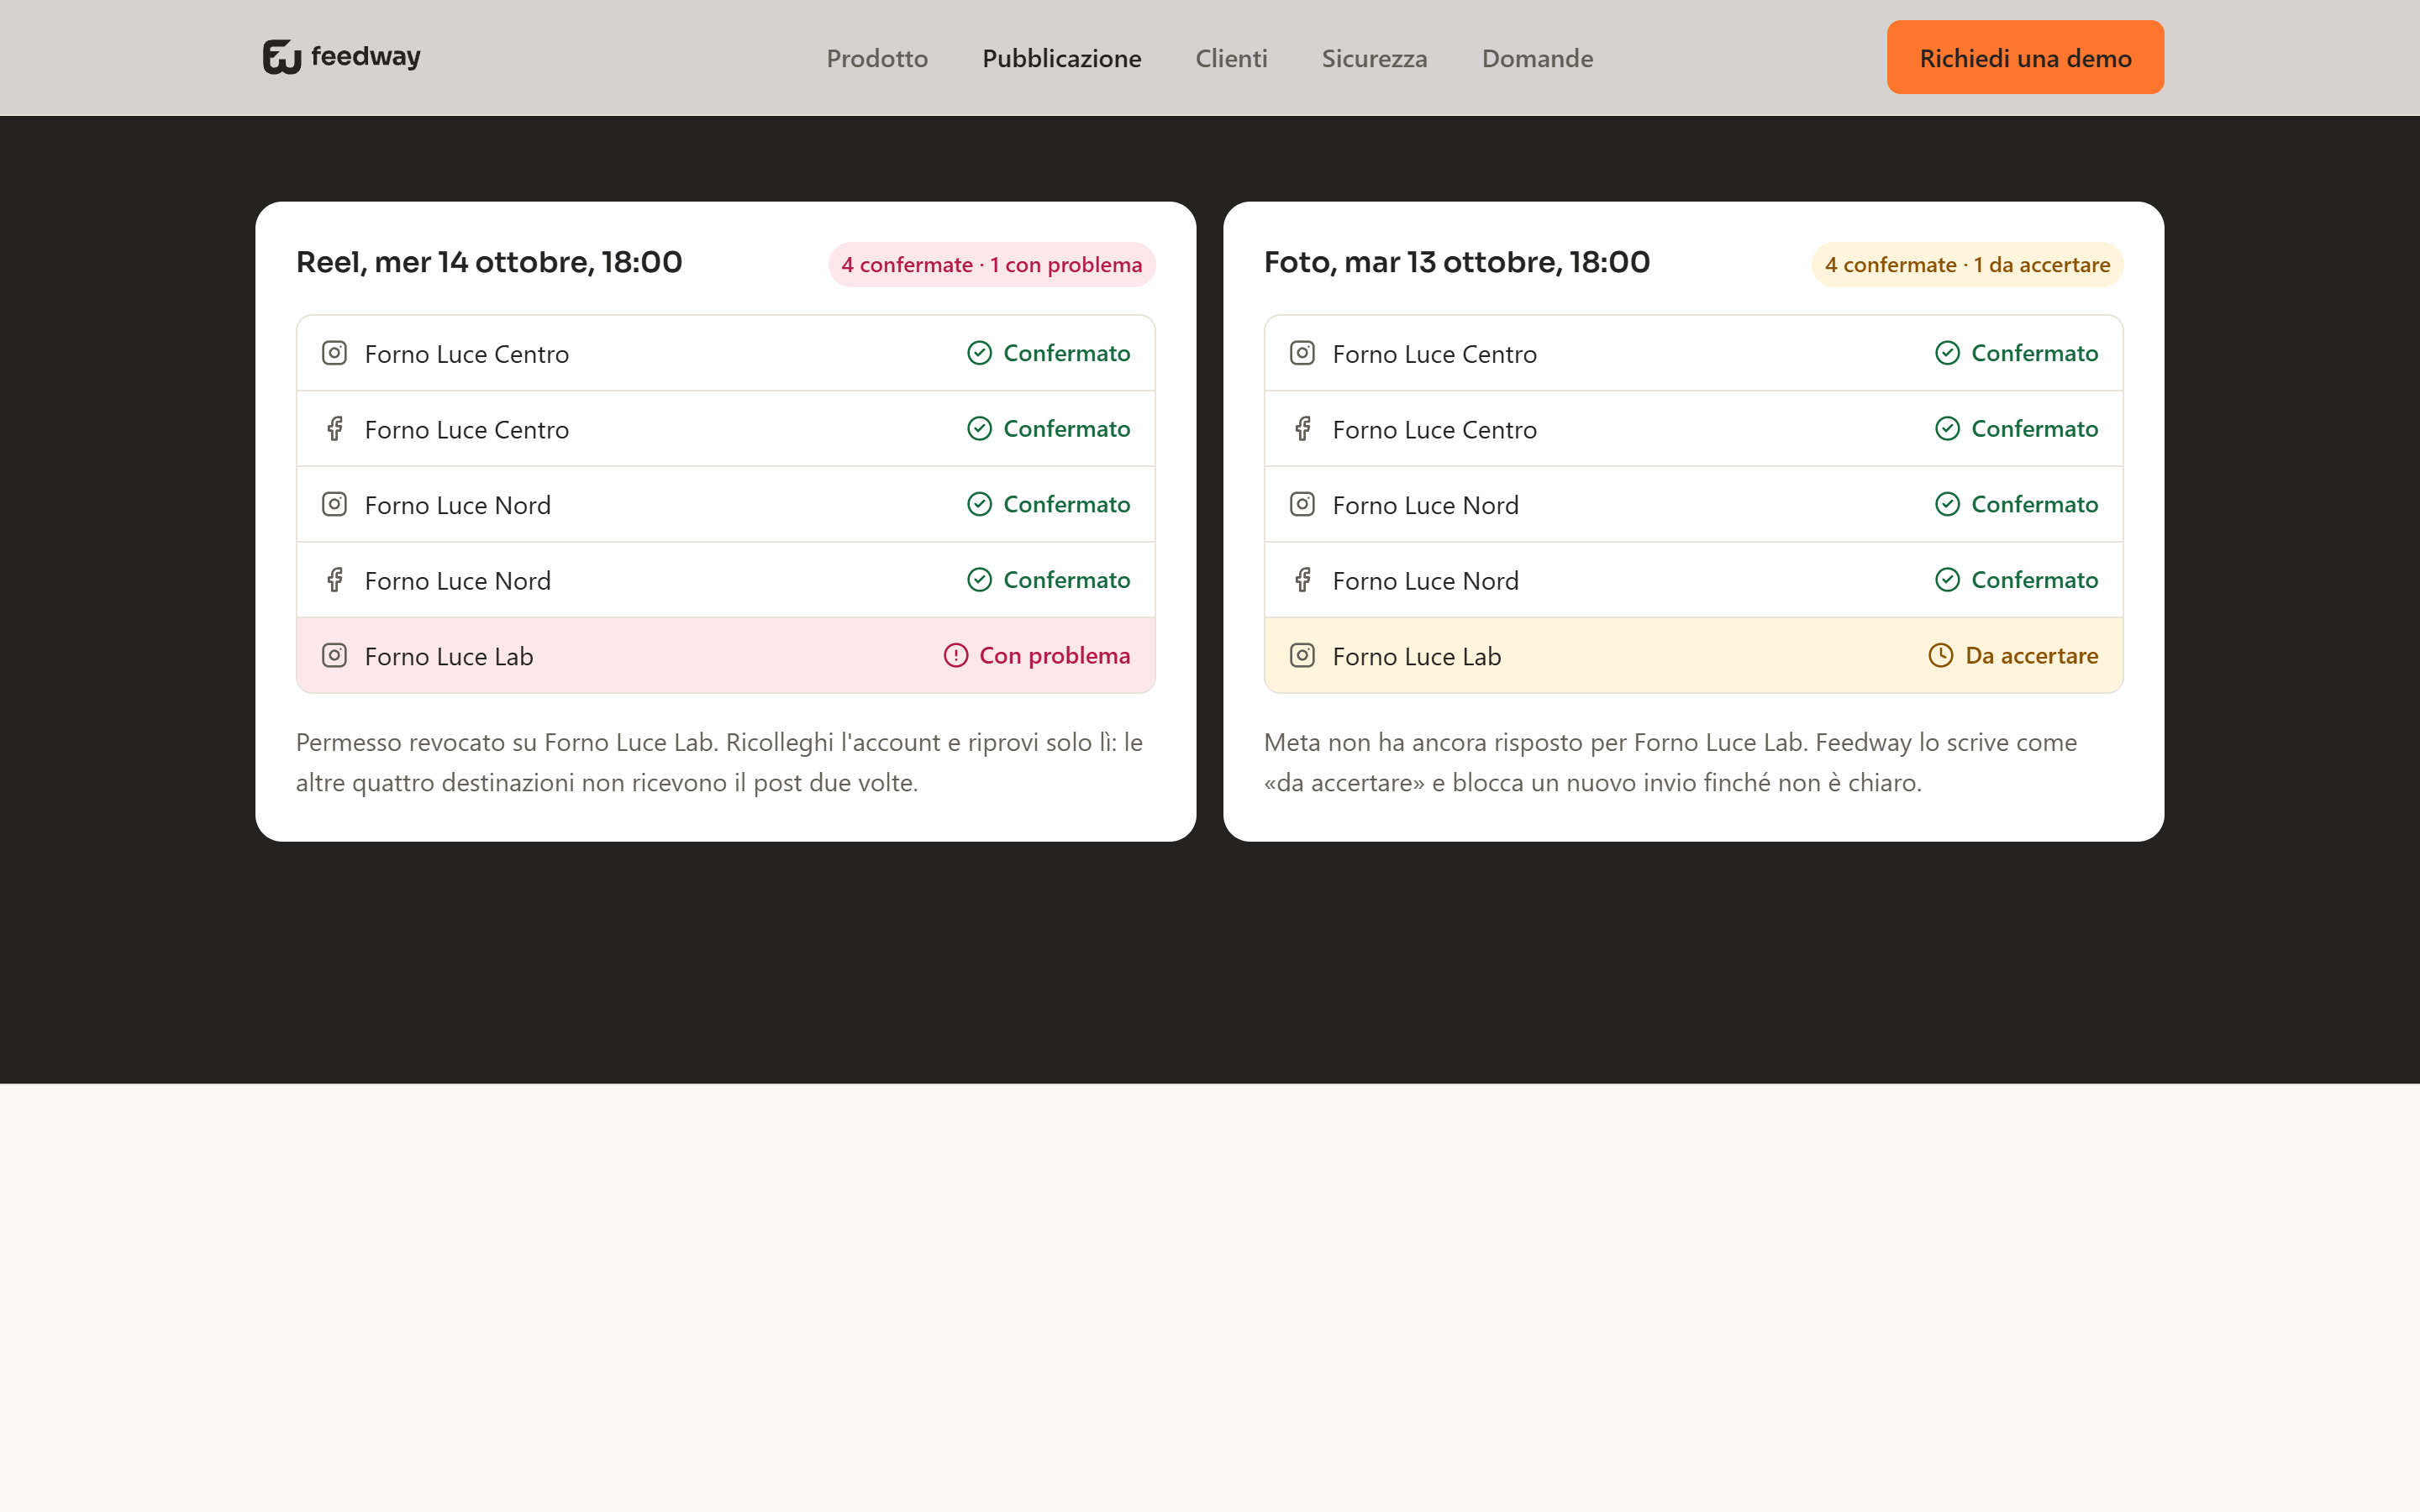 feedway
Prodotto
Pubblicazione
Clienti
Sicurezza
Domande
Richiedi una demo
Reel, mer 14 ottobre, 18:00
4 confermate · 1 con problema
Forno Luce Centro
Confermato
Forno Luce Centro
Confermato
Forno Luce Nord
Confermato
Forno Luce Nord
Confermato
Forno Luce Lab
Con problema
Permesso revocato su Forno Luce Lab. Ricolleghi l'account e riprovi solo lì: le
altre quattro destinazioni non ricevono il post due volte.
Foto, mar 13 ottobre, 18:00
4 confermate · 1 da accertare
Forno Luce Centro
Confermato
Forno Luce Centro
Confermato
Forno Luce Nord
Confermato
Forno Luce Nord
Confermato
Forno Luce Lab
Da accertare
Meta non ha ancora risposto per Forno Luce Lab. Feedway lo scrive come
«da accertare» e blocca un nuovo invio finché non è chiaro.